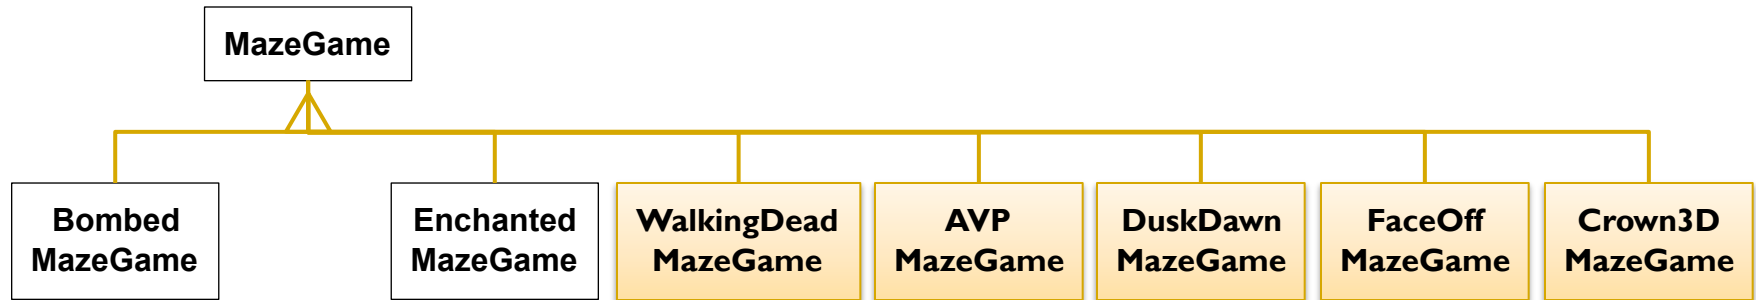 MazeGame
Bombed
MazeGame
Enchanted
MazeGame
WalkingDead
MazeGame
AVP
MazeGame
DuskDawn
MazeGame
FaceOff
MazeGame
Crown3D
MazeGame